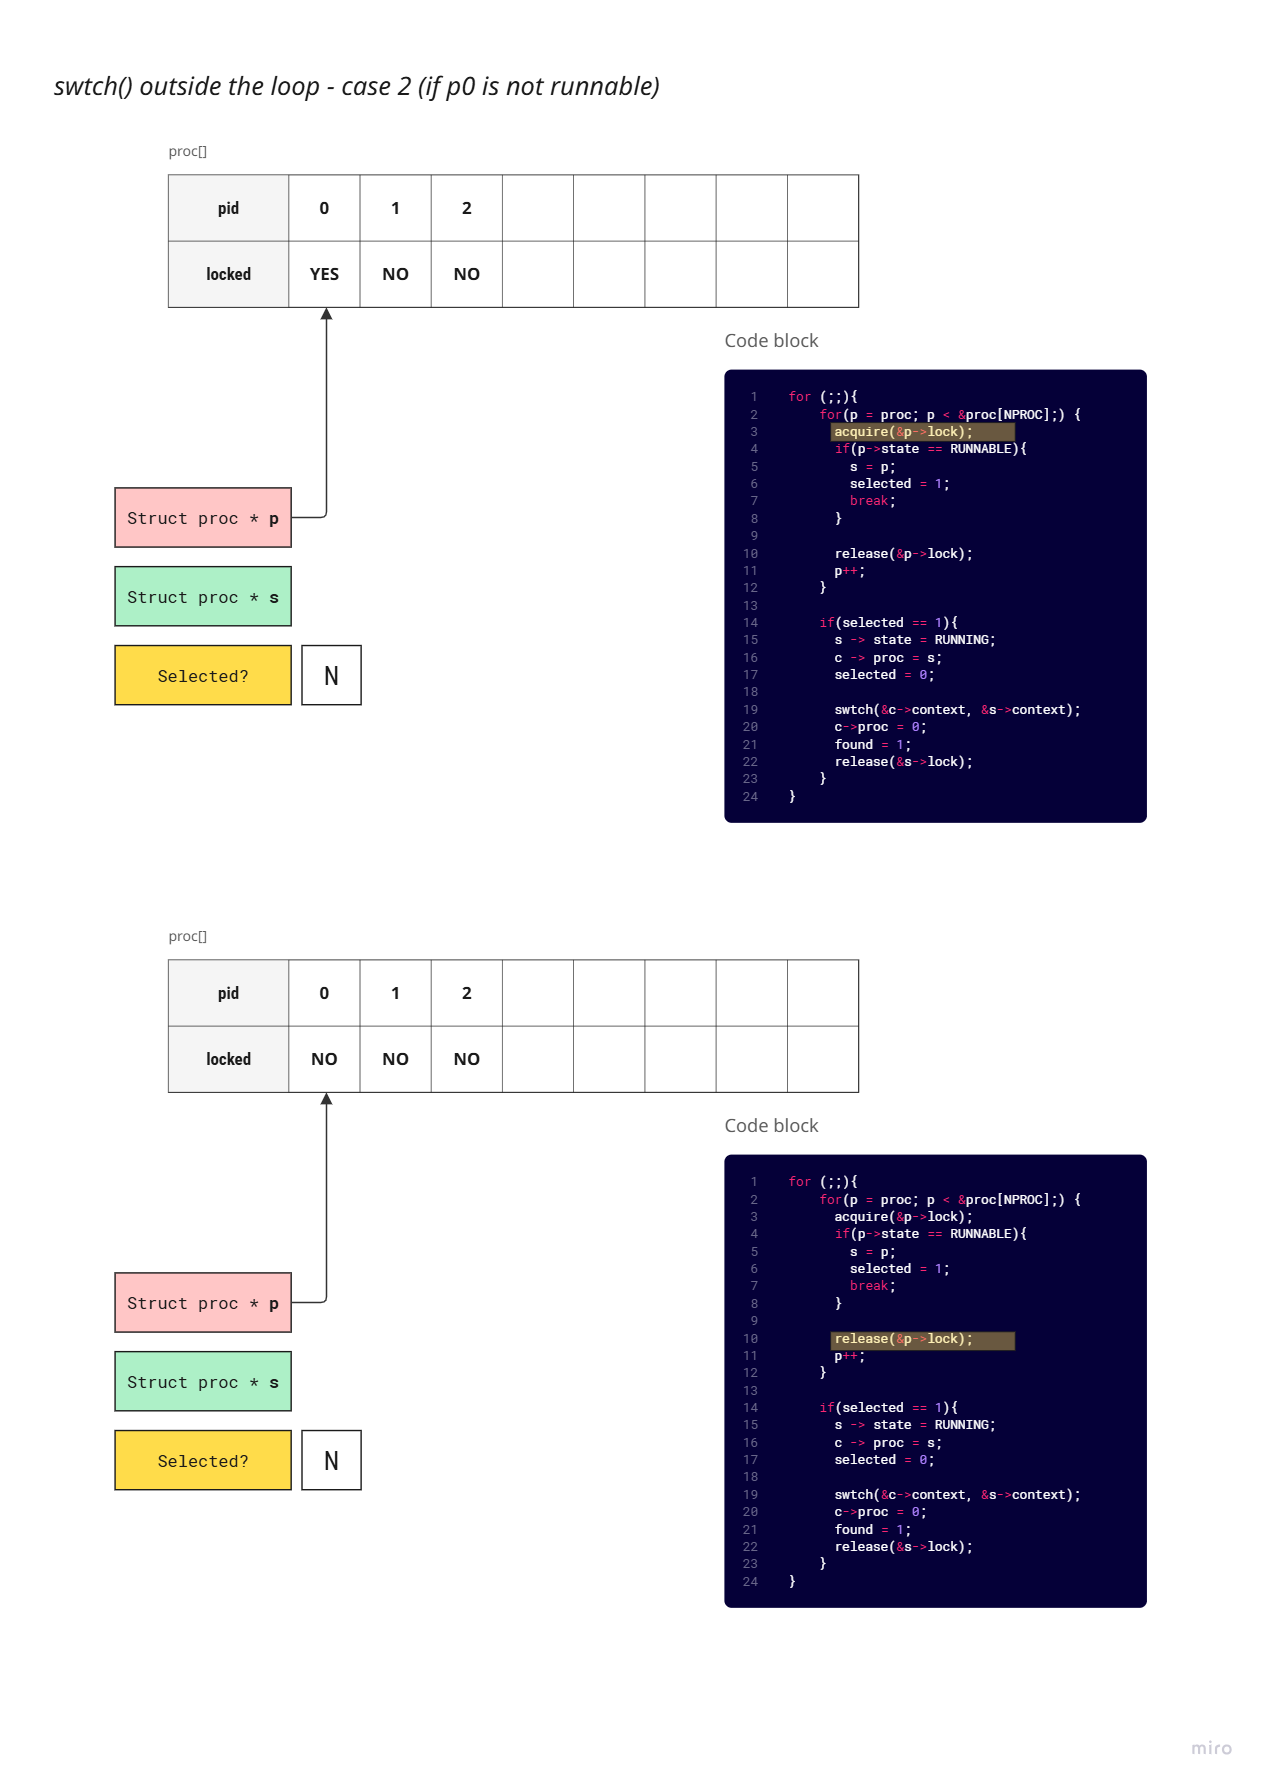 swtch() outside the loop - case 2 (if p0 is not runnable)
proc[]
pid 0 1 2
locked YES NO NO
Code block
1 for (;;){
2 for(p = proc; p < &proc[NPROC];) {
3 acquire(&p->lock);
4 if(p->state == RUNNABLE){
5 s = p;
6 selected = 1;
7 break;
8 }
9
10 release(&p->lock);
11 p++;
12 }
13
14 if(selected == 1){
15 s -> state = RUNNING;
16 c -> proc = s;
17 selected = 0;
18
19 swtch(&c->context, &s->context);
20 c->proc = 0;
21 found = 1;
22 release(&s->lock);
23 }
24 }
Struct proc * p
Struct proc * s
Selected? N
proc[]
pid 0 1 2
locked NO NO NO
Code block
1 for (;;){
2 for(p = proc; p < &proc[NPROC];) {
3 acquire(&p->lock);
4 if(p->state == RUNNABLE){
5 s = p;
6 selected = 1;
7 break;
8 }
9
10 release(&p->lock);
11 p++;
12 }
13
14 if(selected == 1){
15 s -> state = RUNNING;
16 c -> proc = s;
17 selected = 0;
18
19 swtch(&c->context, &s->context);
20 c->proc = 0;
21 found = 1;
22 release(&s->lock);
23 }
24 }
Struct proc * p
Struct proc * s
Selected? N
miro